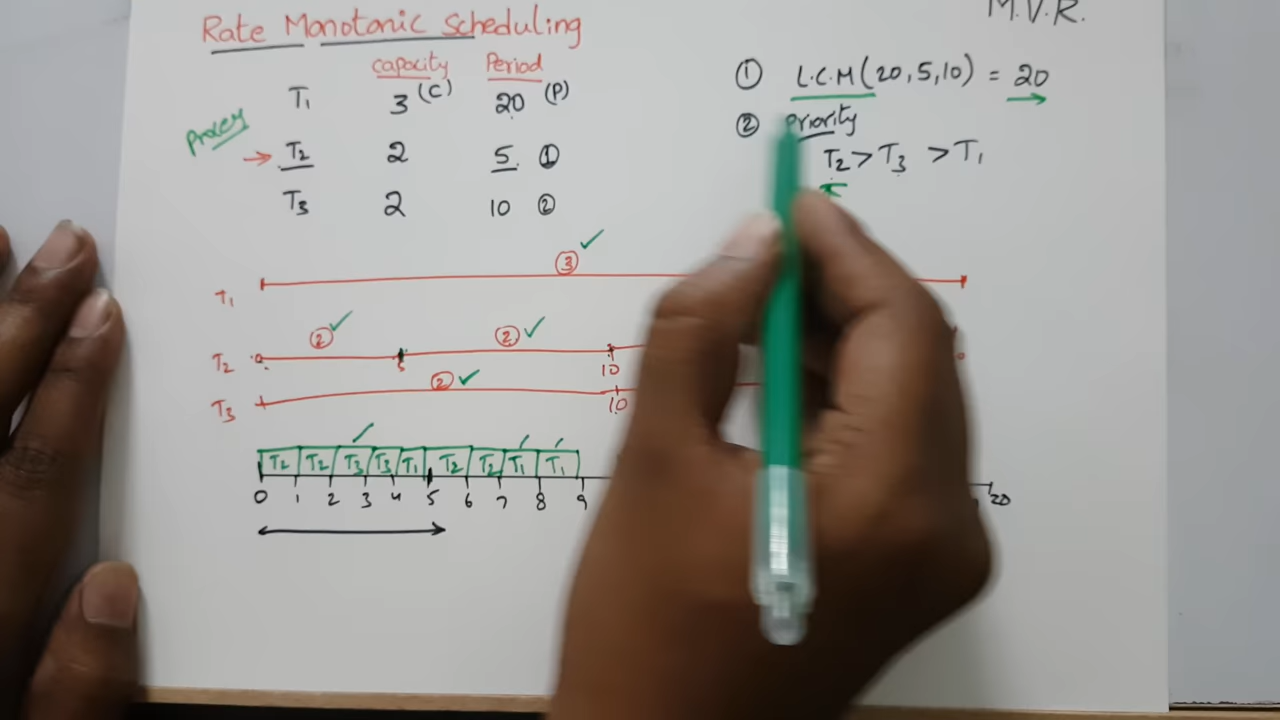 M.V.R.
Rate Monotonic Scheduling
capacity Period
T1 3 (C) 20 (P)
Process
T2 2 5 ①
T3 2 10 ②
① L.C.M (20, 5, 10) = 20
② Priority
T2 > T3 > T1
T1 ③
T2 0 ② 5 ② 10
T3 ② 10
T2 T2 T3 T3 T1 T2 T2 T1 T1
0 1 2 3 4 5 6 7 8 9 20